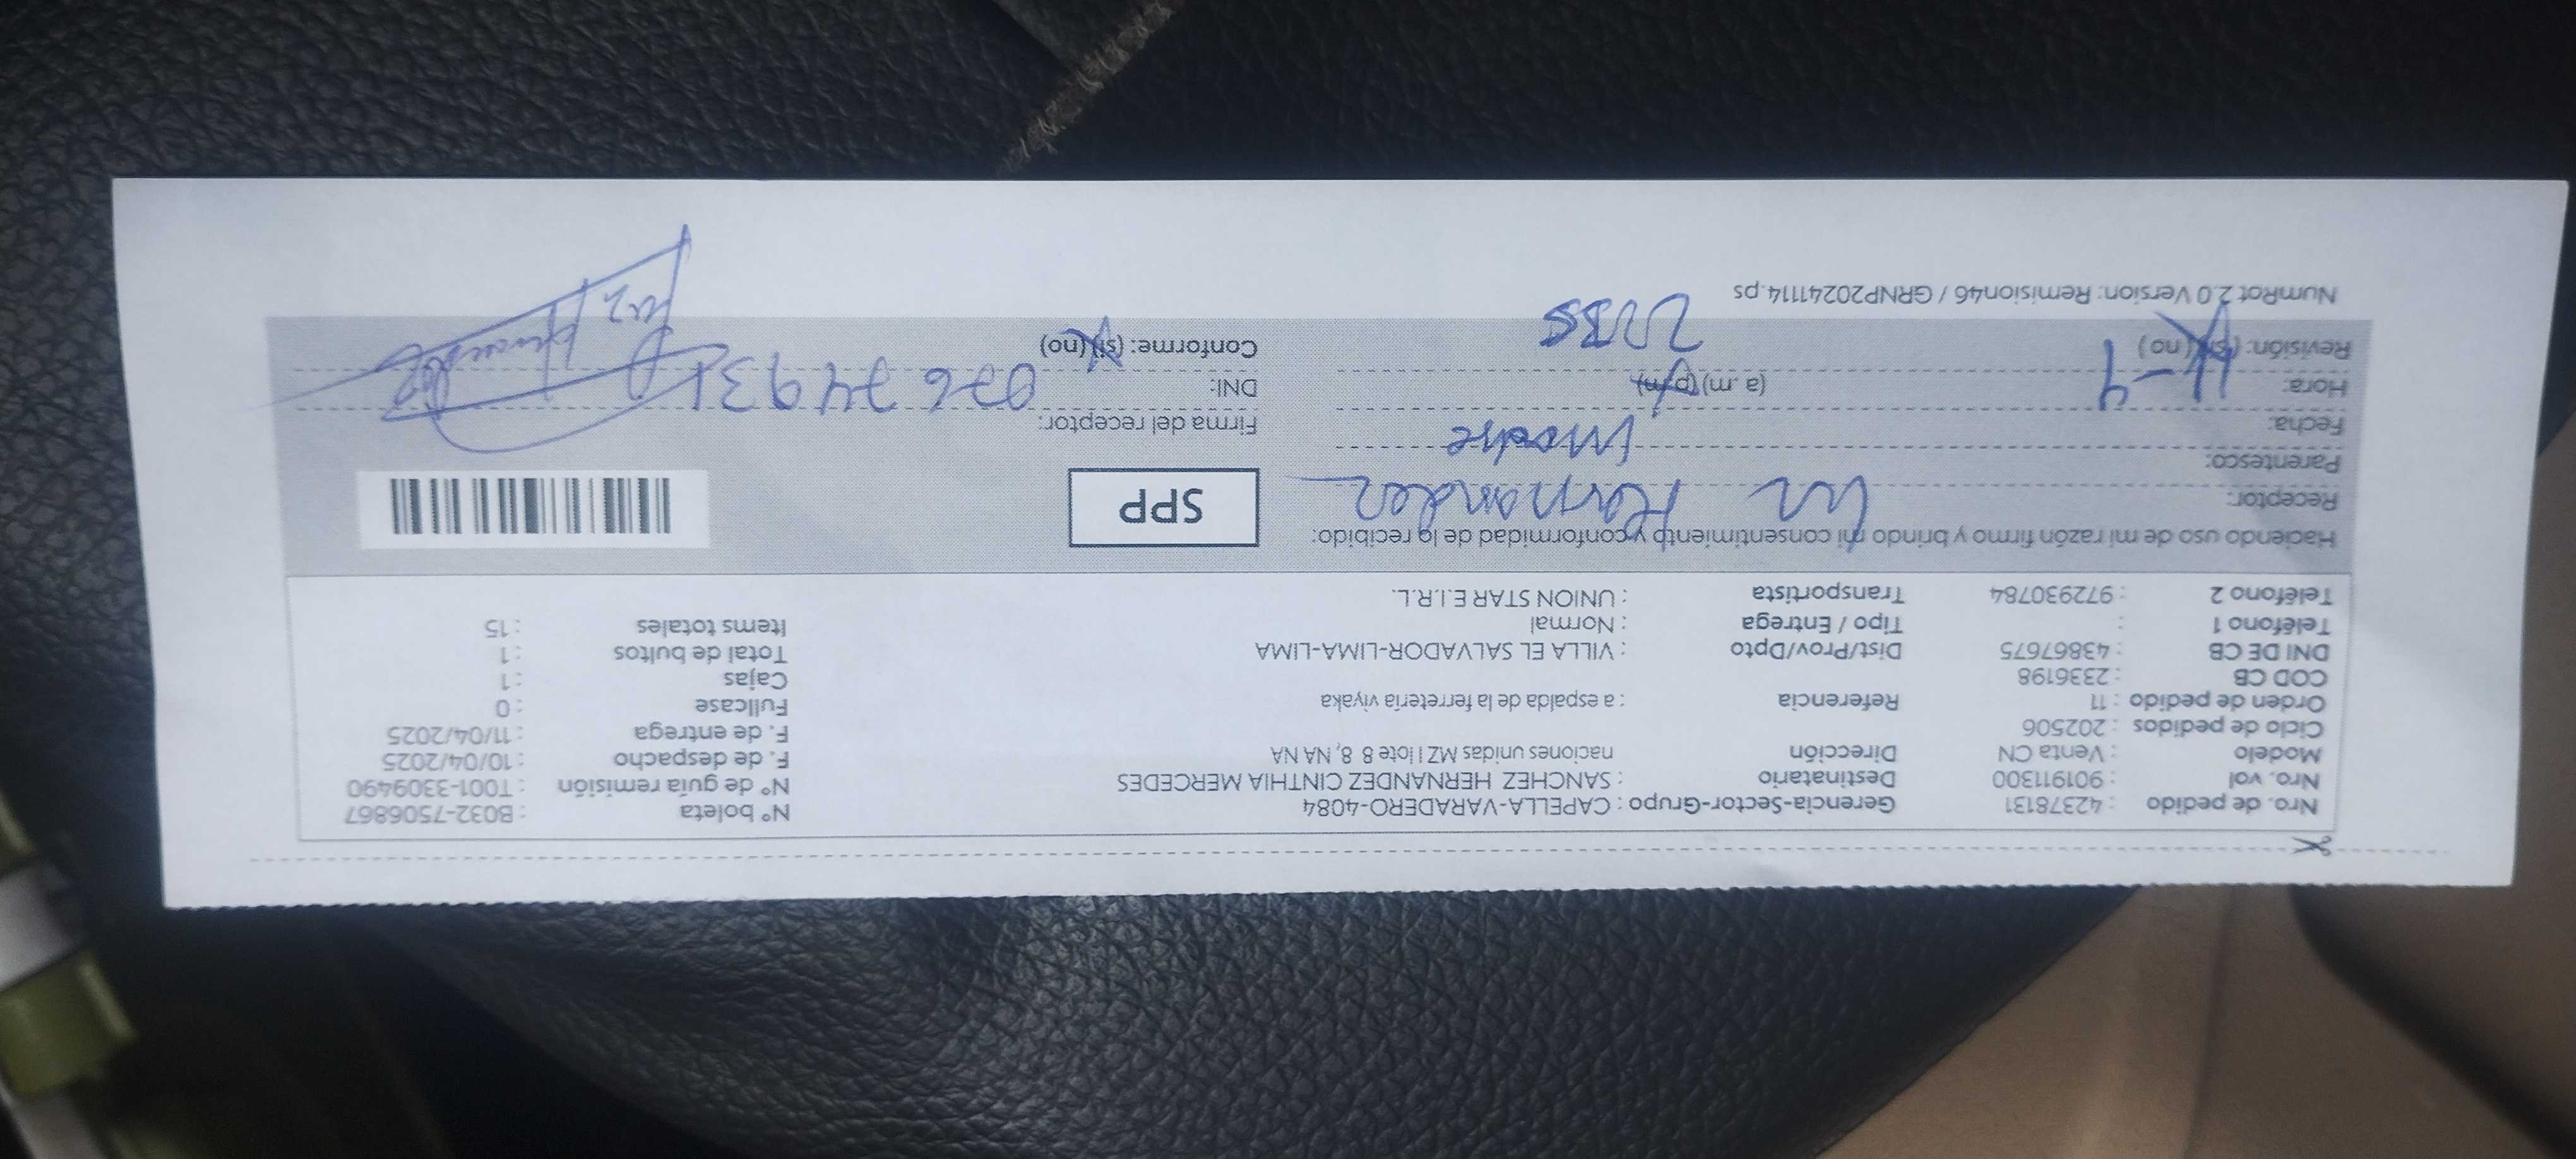 Nro. de pedido : 42378131 Gerencia-Sector-Grupo : CAPELLA-VARADERO-4084 N° boleta : B032-7506867
Nro. vol : 901911300 Destinatario : SANCHEZ HERNANDEZ CINTHIA MERCEDES N° de guía remisión : T001-3309490
Modelo : Venta CN Dirección naciones unidas MZ I lote 8 8, NA NA F. de despacho : 10/04/2025
Ciclo de pedidos : 202506 F. de entrega : 11/04/2025
Orden de pedido : 11 Referencia : a espalda de la ferretería viyaka Fullcase : 0
COD CB : 2336198 Cajas : 1
DNI DE CB : 43867675 Dist/Prov/Dpto : VILLA EL SALVADOR-LIMA-LIMA Total de bultos : 1
Teléfono 1 : Tipo / Entrega : Normal Items totales : 15
Teléfono 2 : 972930784 Transportista : UNION STAR E.I.R.L.
Haciendo uso de mi razón firmo y brindo mi consentimiento y conformidad de lo recibido:
Receptor: Hernandez SPP
Parentesco: Madre
Fecha: Firma del receptor:
Hora: 11-4 (a.m) (p/m) DNI: 07674931
Revisión: (si) (no) Conforme: (si) (no)
NumRot 2.0 Version: Remision46 / GRNP20241114.ps